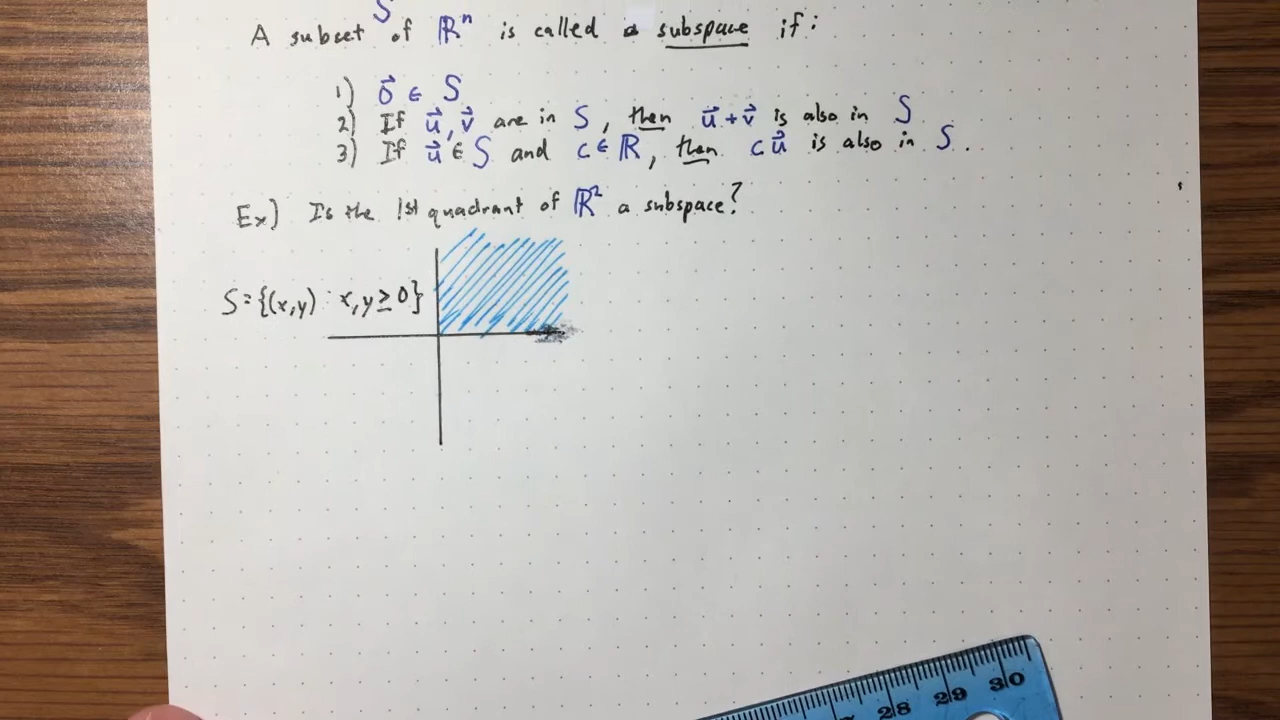 A subset S of ℝⁿ is called a subspace if:
1) 0⃗ ∈ S
2) If u⃗, v⃗ are in S, then u⃗ + v⃗ is also in S
3) If u⃗ ∈ S and c ∈ ℝ, then c u⃗ is also in S.
Ex) Is the 1st quadrant of ℝ² a subspace?
S = {(x,y) : x, y ≥ 0}
28 29 30